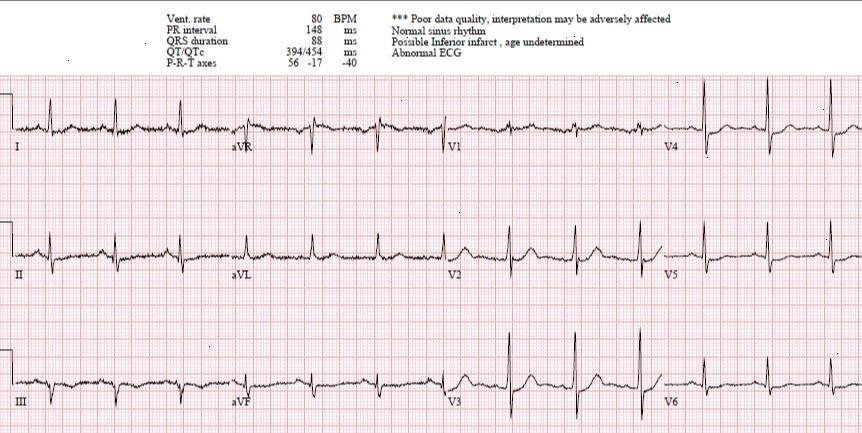 Vent. rate 80 BPM
PR interval 148 ms
QRS duration 88 ms
QT/QTc 394/454 ms
P-R-T axes 56 -17 -40
*** Poor data quality, interpretation may be adversely affected
Normal sinus rhythm
Possible Inferior infarct , age undetermined
Abnormal ECG
I aVR V1 V4
II aVL V2 V5
III aVF V3 V6